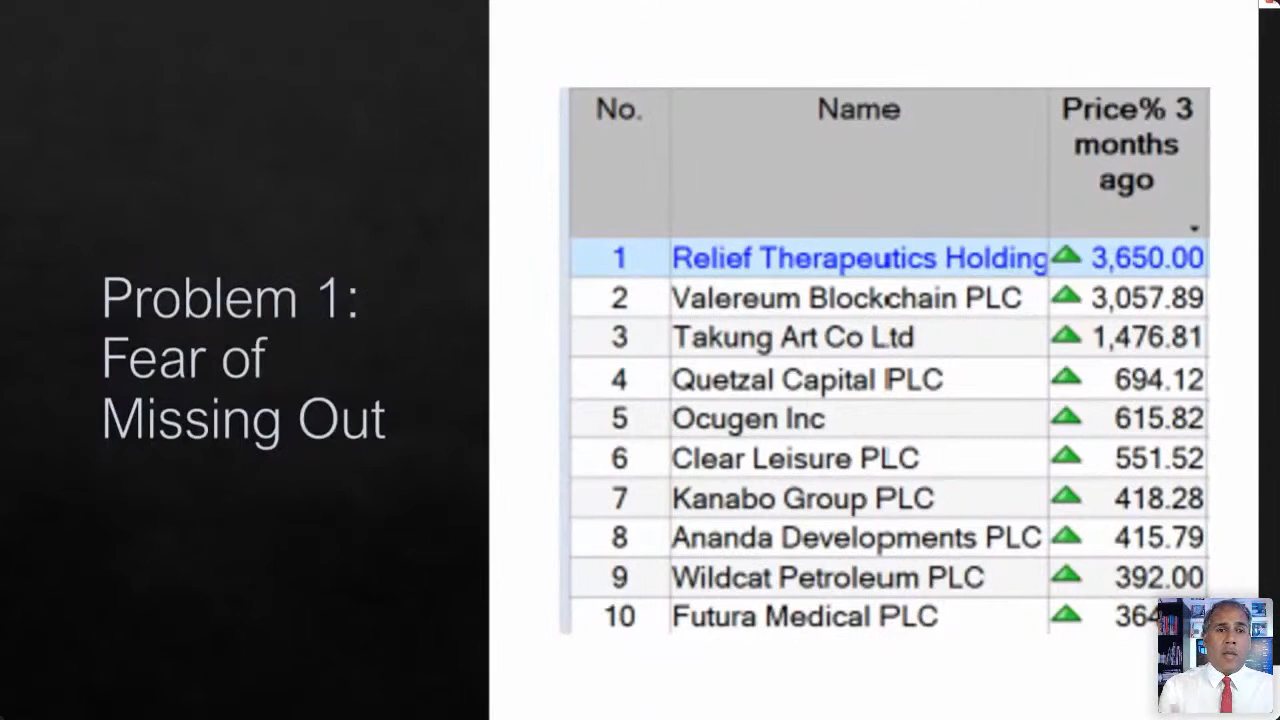 Problem 1:
Fear of
Missing Out
No. Name Price% 3
months
ago
1 Relief Therapeutics Holding 3,650.00
2 Valereum Blockchain PLC 3,057.89
3 Takung Art Co Ltd 1,476.81
4 Quetzal Capital PLC 694.12
5 Ocugen Inc 615.82
6 Clear Leisure PLC 551.52
7 Kanabo Group PLC 418.28
8 Ananda Developments PLC 415.79
9 Wildcat Petroleum PLC 392.00
10 Futura Medical PLC